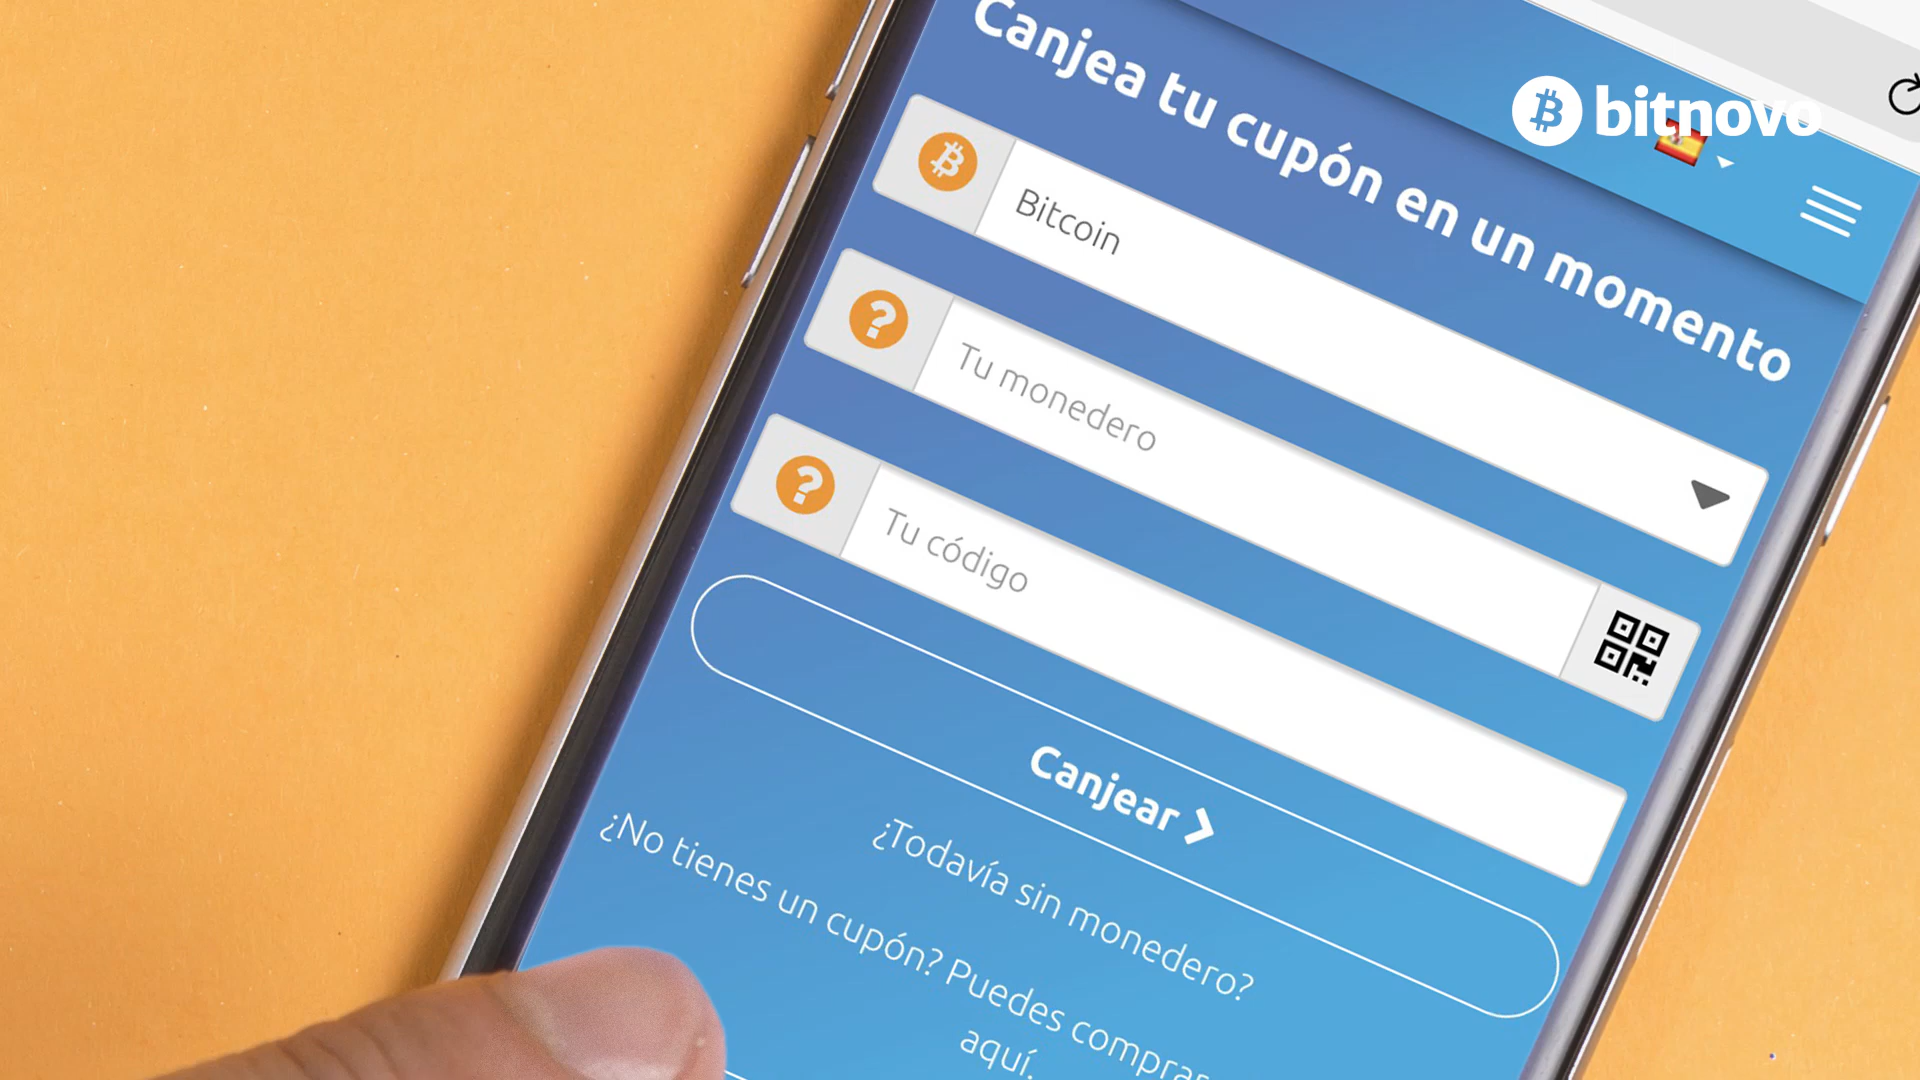 bitnovo
Canjea tu cupón en un momento
Bitcoin
Tu monedero
Tu código
Canjear
¿Todavía sin monedero?
¿No tienes un cupón? Puedes comprar
aquí.